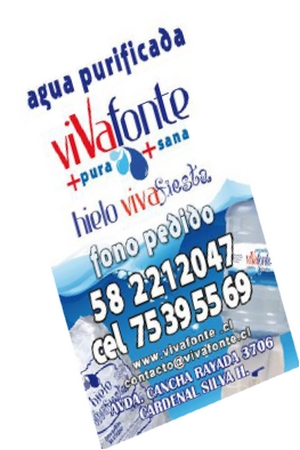 agua purificada
viVafonte
+pura +sana
hielo vivafiesta
fono pedido
58 2212047
cel 75395569
www.vivafonte.cl
contacto@vivafonte.cl
AVDA. CANCHA RAYADA 3706
CARDENAL SILVA H.
hielo